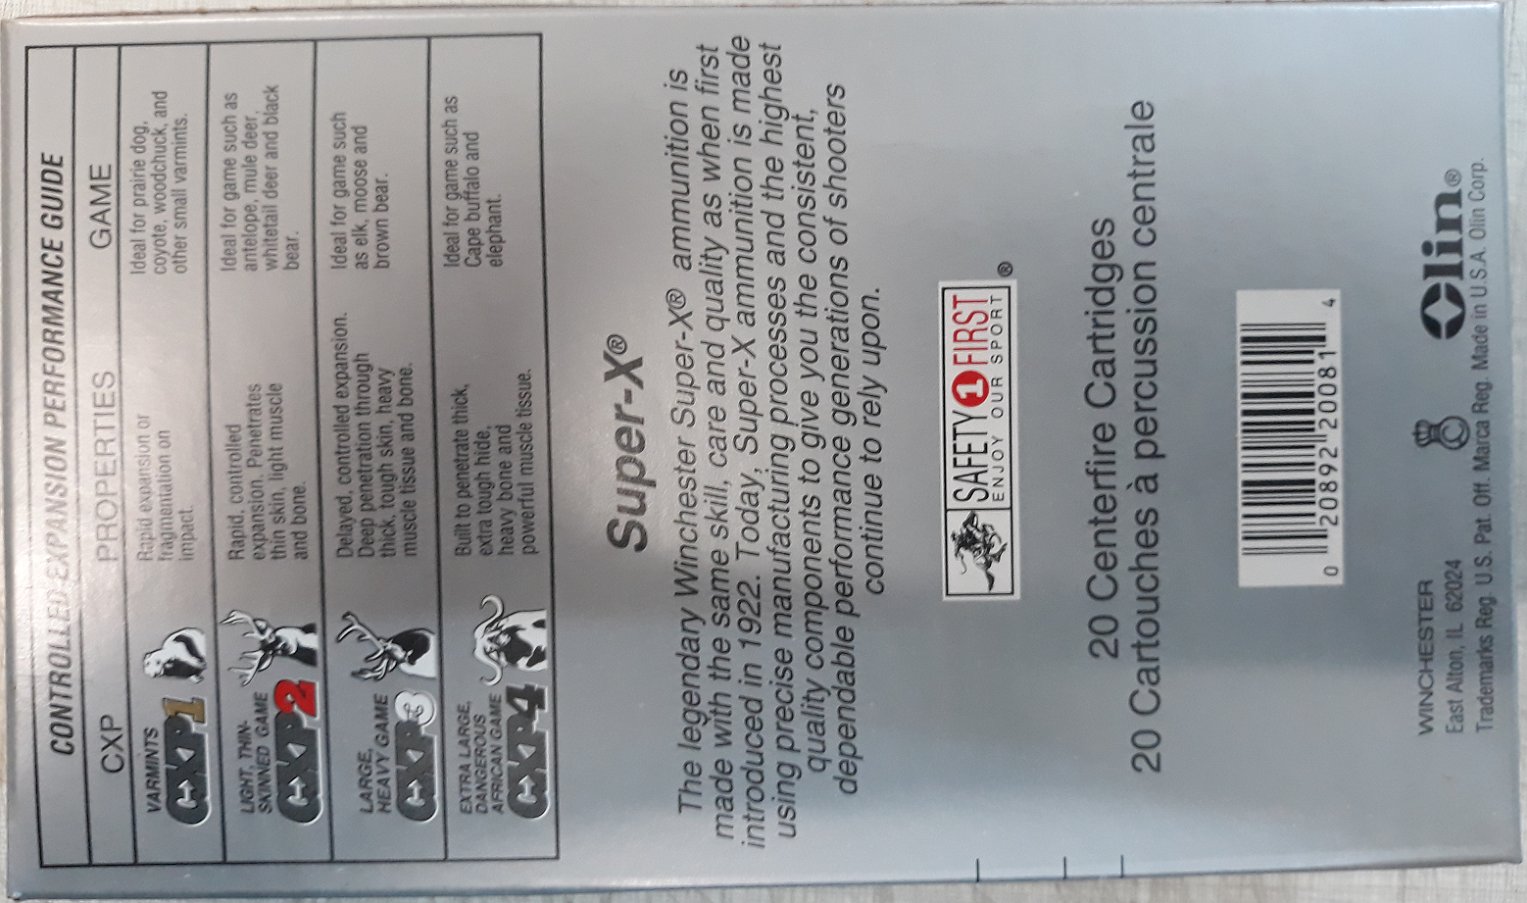 CONTROLLED EXPANSION PERFORMANCE GUIDE
CXP PROPERTIES GAME
VARMINTS
CXP1
Rapid expansion or
fragmentation on
impact.
Ideal for prairie dog,
coyote, woodchuck, and
other small varmints.
LIGHT, THIN-
SKINNED GAME
CXP2
Rapid, controlled
expansion. Penetrates
thin skin, light muscle
and bone.
Ideal for game such as
antelope, mule deer,
whitetail deer and black
bear.
LARGE,
HEAVY GAME
CXP3
Delayed, controlled expansion.
Deep penetration through
thick, tough skin, heavy
muscle tissue and bone.
Ideal for game such
as elk, moose and
brown bear.
EXTRA LARGE,
DANGEROUS
AFRICAN GAME
CXP4
Built to penetrate thick,
extra tough hide,
heavy bone and
powerful muscle tissue.
Ideal for game such as
Cape buffalo and
elephant.
Super-X®
The legendary Winchester Super-X® ammunition is
made with the same skill, care and quality as when first
introduced in 1922. Today, Super-X ammunition is made
using precise manufacturing processes and the highest
quality components to give you the consistent,
dependable performance generations of shooters
continue to rely upon.
SAFETY 1 FIRST
ENJOY OUR SPORT ®
20 Centerfire Cartridges
20 Cartouches à percussion centrale
0 20892 20081 4
WINCHESTER
East Alton, IL 62024
Olin®
Trademarks Reg. U.S. Pat. Off. Marca Reg. Made in U.S.A. Olin Corp.